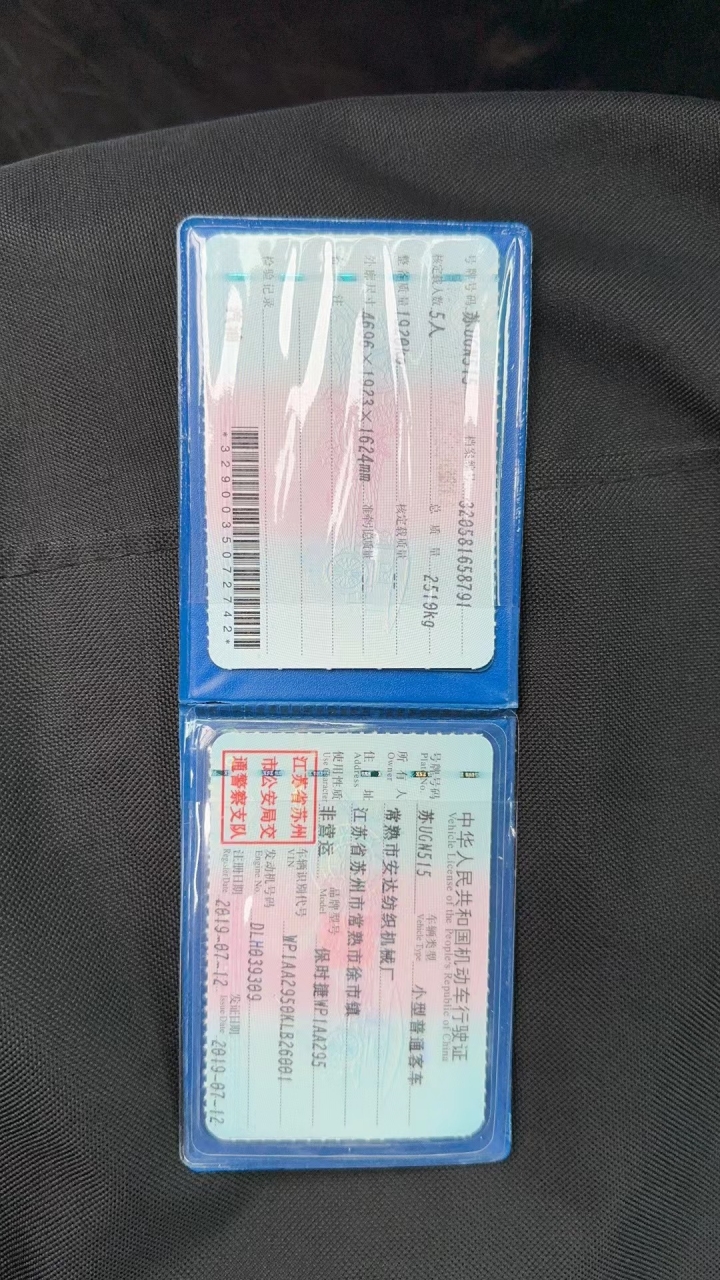 中华人民共和国机动车行驶证
Vehicle License of the People's Republic of China
号牌号码 苏UGN515 车辆类型 小型普通客车
Plate No. Vehicle Type
所有人 常熟市安达纺织机械厂
Owner
住址 江苏省苏州市常熟市徐市镇
Address
使用性质 非营运 品牌型号 保时捷WP1AA295
Use Character Model
江苏省苏州
市公安局交
通警察支队
车辆识别代号 WP1AA2950KLB26001
VIN
发动机号码 DLH039309
Engine No.
注册日期 2019-07-12 发证日期 2019-07-12
Register Date Issue Date
号牌号码 苏UGN515 档案编号 320581658791
核定载人数 5人 总质量 2510kg
整备质量 1920kg 核定载质量 --
外廓尺寸 4696×1923×1624mm 准牵引总质量 --
备注
检验记录
*3290035072742*